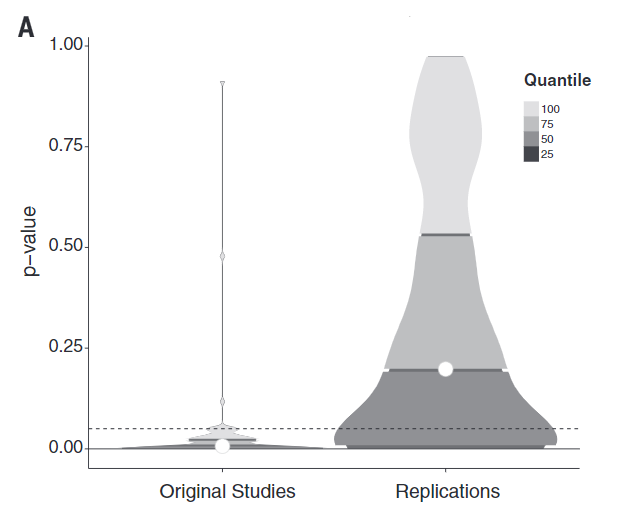 A
1.00
0.75
0.50
0.25
0.00
p−value
Original Studies
Replications
Quantile
100
75
50
25